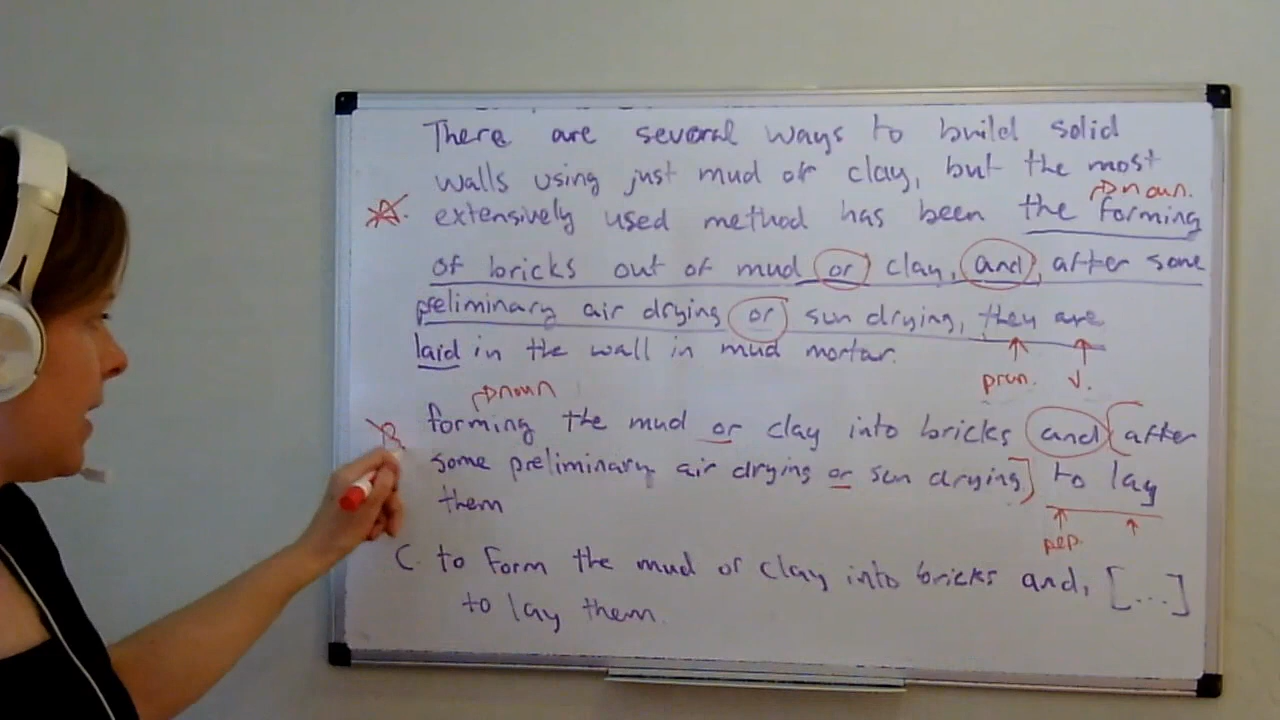 There are several ways to build solid
walls using just mud or clay, but the most
noun.
A. extensively used method has been the forming
of bricks out of mud or clay, and, after some
preliminary air drying or sun drying, they are
laid in the wall in mud mortar.
pron. v.
noun
B forming the mud or clay into bricks and [after
some preliminary air drying or sun drying] to lay
them
pep.
C. to form the mud or clay into bricks and, [...]
to lay them.